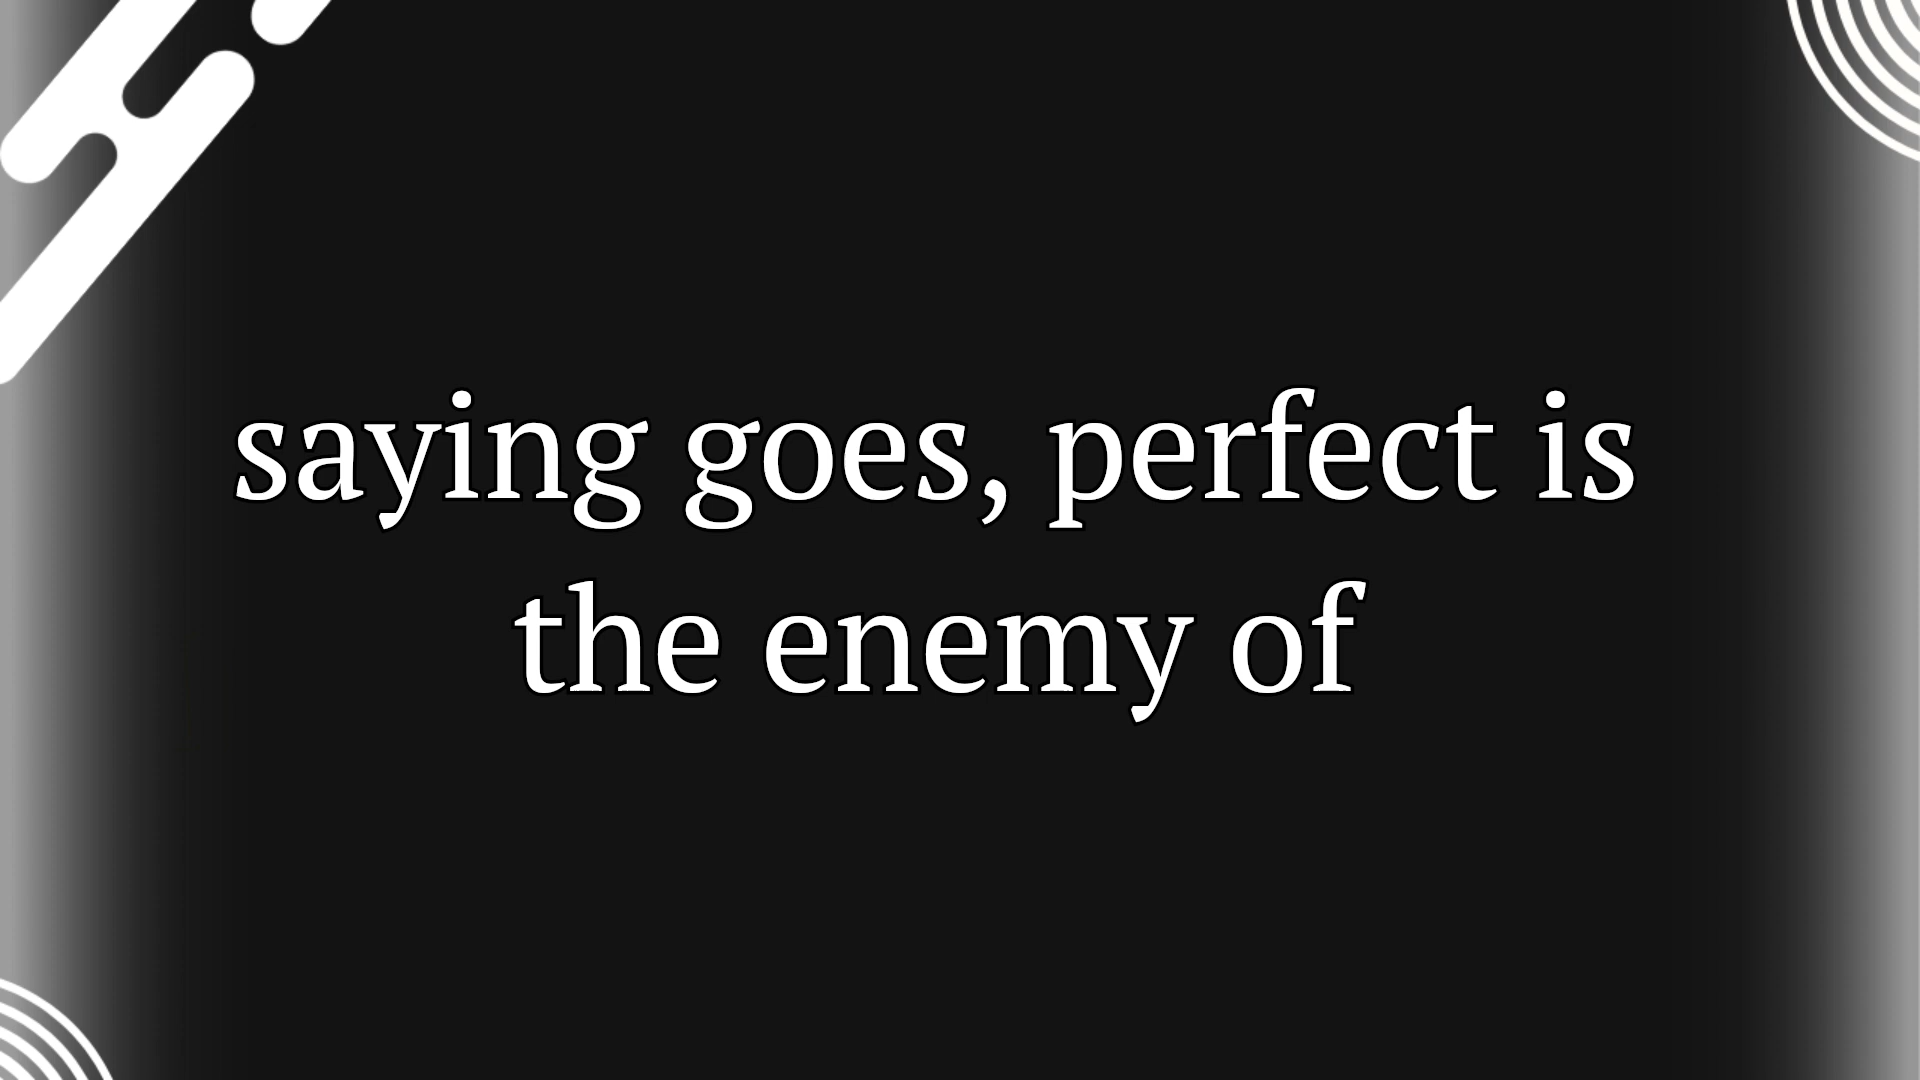 saying goes, perfect is
the enemy of